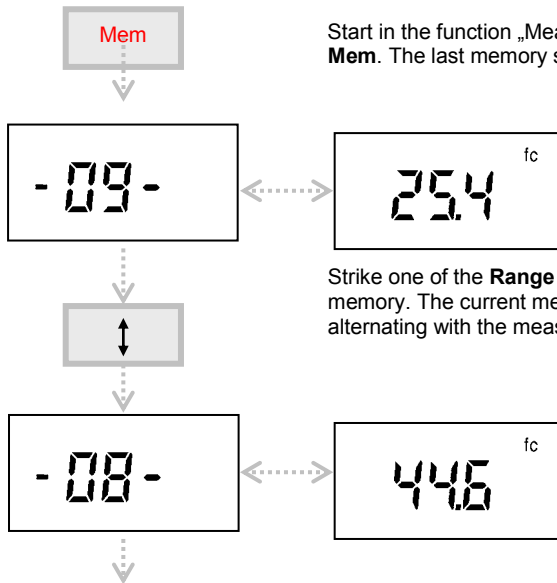 Mem
Start in the function „Mea
Mem. The last memory s
- 09 -
fc
25.4
Strike one of the Range
memory. The current me
alternating with the meas
- 08 -
fc
44.6